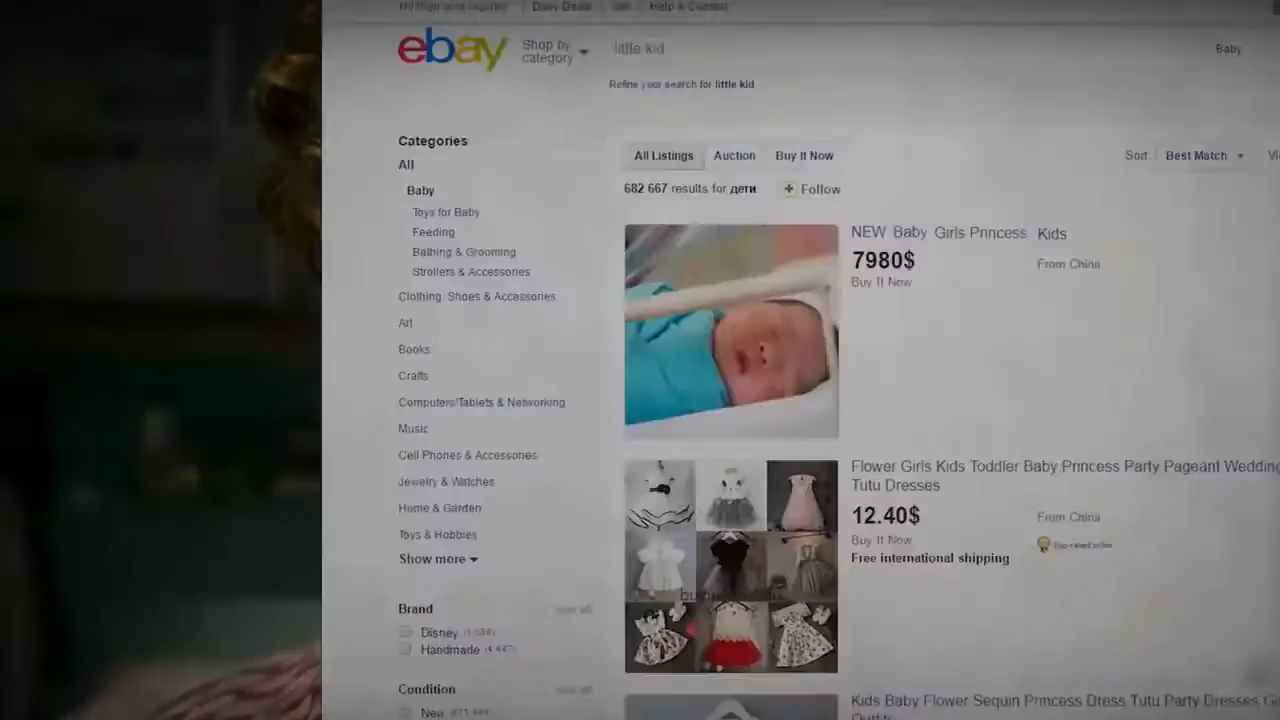 Daily Deals
Help & Contact
ebay
Shop by
category
little kid
Baby
Refine your search for little kid
Categories
All
Baby
Toys for Baby
Feeding
Bathing & Grooming
Strollers & Accessories
Clothing, Shoes & Accessories
Art
Books
Crafts
Computers/Tablets & Networking
Music
Cell Phones & Accessories
Jewelry & Watches
Home & Garden
Toys & Hobbies
Show more
Brand
see all
Disney
Handmade
Condition
see all
New
All Listings
Auction
Buy It Now
Sort:
Best Match
682 667 results for дети
Follow
NEW Baby Girls Princess Kids
7980$
From China
Buy It Now
Flower Girls Kids Toddler Baby Princess Party Pageant Wedding
Tutu Dresses
12.40$
From China
Buy It Now
Free international shipping
Kids Baby Flower Sequin Princess Dress Tutu Party Dresses